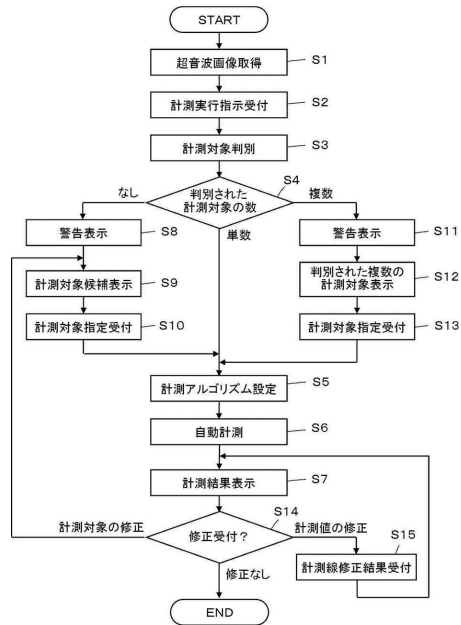 START
超音波画像取得
S1
計測実行指示受付
S2
計測対象判別
S3
判別された
計測対象の数
S4
なし
複数
単数
警告表示
S8
計測対象候補表示
S9
計測対象指定受付
S10
警告表示
S11
判別された複数の
計測対象表示
S12
計測対象指定受付
S13
計測アルゴリズム設定
S5
自動計測
S6
計測結果表示
S7
修正受付？
S14
計測対象の修正
計測値の修正
修正なし
計測線修正結果受付
S15
END